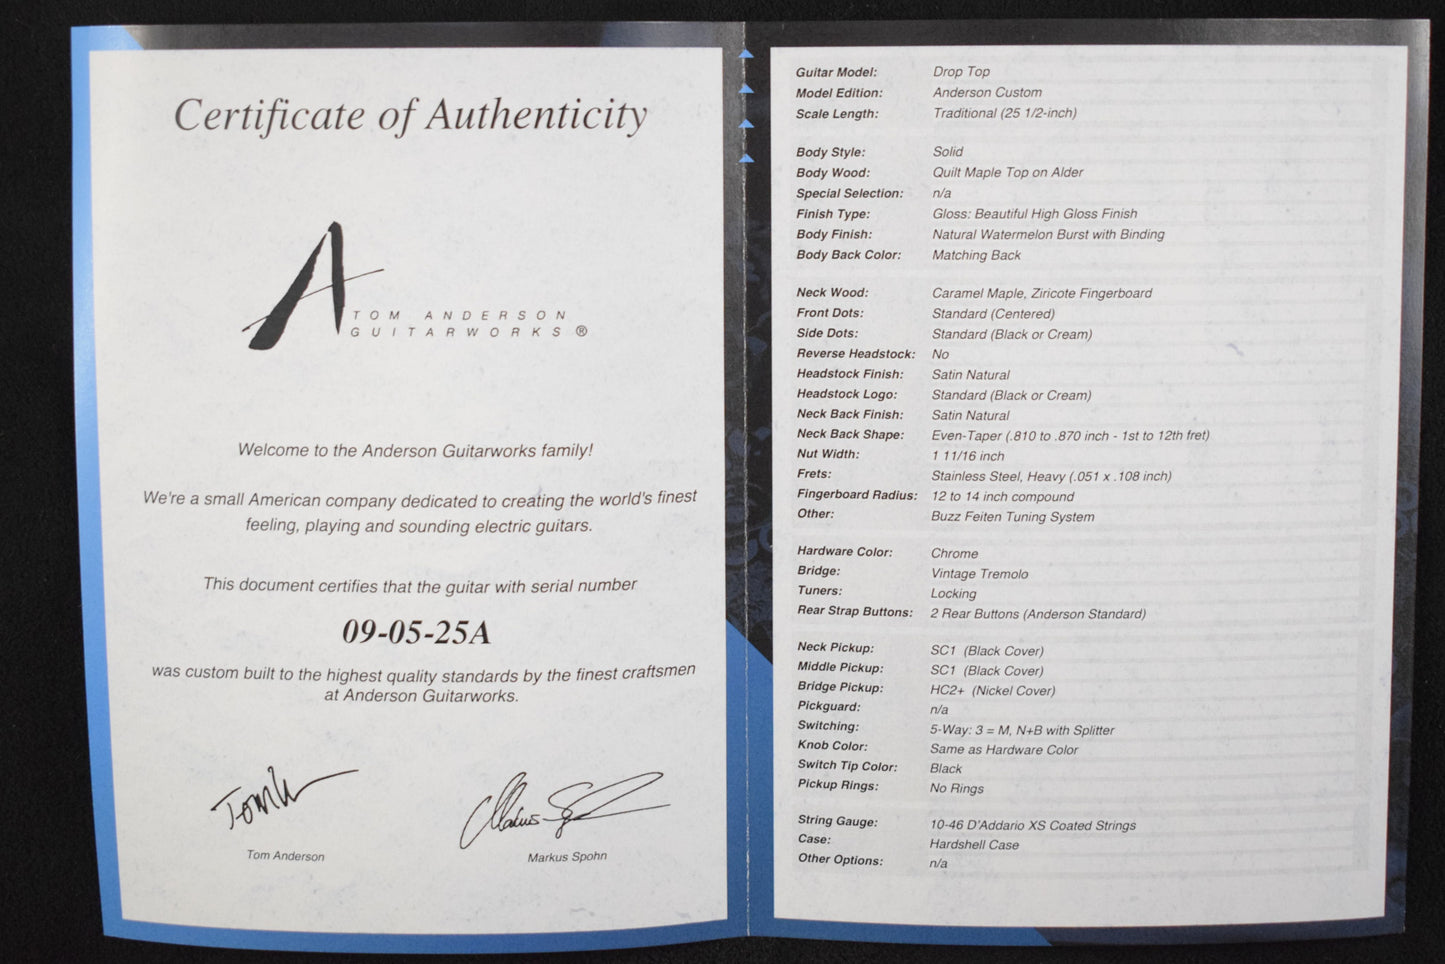 Certificate of Authenticity
A
TOM ANDERSON
GUITARWORKS ®
Welcome to the Anderson Guitarworks family!
We're a small American company dedicated to creating the world's finest
feeling, playing and sounding electric guitars.
This document certifies that the guitar with serial number
09-05-25A
was custom built to the highest quality standards by the finest craftsmen
at Anderson Guitarworks.
Tom Anderson
Markus Spohn
Guitar Model: Drop Top
Model Edition: Anderson Custom
Scale Length: Traditional (25 1/2-inch)
Body Style: Solid
Body Wood: Quilt Maple Top on Alder
Special Selection: n/a
Finish Type: Gloss: Beautiful High Gloss Finish
Body Finish: Natural Watermelon Burst with Binding
Body Back Color: Matching Back
Neck Wood: Caramel Maple, Ziricote Fingerboard
Front Dots: Standard (Centered)
Side Dots: Standard (Black or Cream)
Reverse Headstock: No
Headstock Finish: Satin Natural
Headstock Logo: Standard (Black or Cream)
Neck Back Finish: Satin Natural
Neck Back Shape: Even-Taper (.810 to .870 inch - 1st to 12th fret)
Nut Width: 1 11/16 inch
Frets: Stainless Steel, Heavy (.051 x .108 inch)
Fingerboard Radius: 12 to 14 inch compound
Other: Buzz Feiten Tuning System
Hardware Color: Chrome
Bridge: Vintage Tremolo
Tuners: Locking
Rear Strap Buttons: 2 Rear Buttons (Anderson Standard)
Neck Pickup: SC1 (Black Cover)
Middle Pickup: SC1 (Black Cover)
Bridge Pickup: HC2+ (Nickel Cover)
Pickguard: n/a
Switching: 5-Way: 3 = M, N+B with Splitter
Knob Color: Same as Hardware Color
Switch Tip Color: Black
Pickup Rings: No Rings
String Gauge: 10-46 D'Addario XS Coated Strings
Case: Hardshell Case
Other Options: n/a